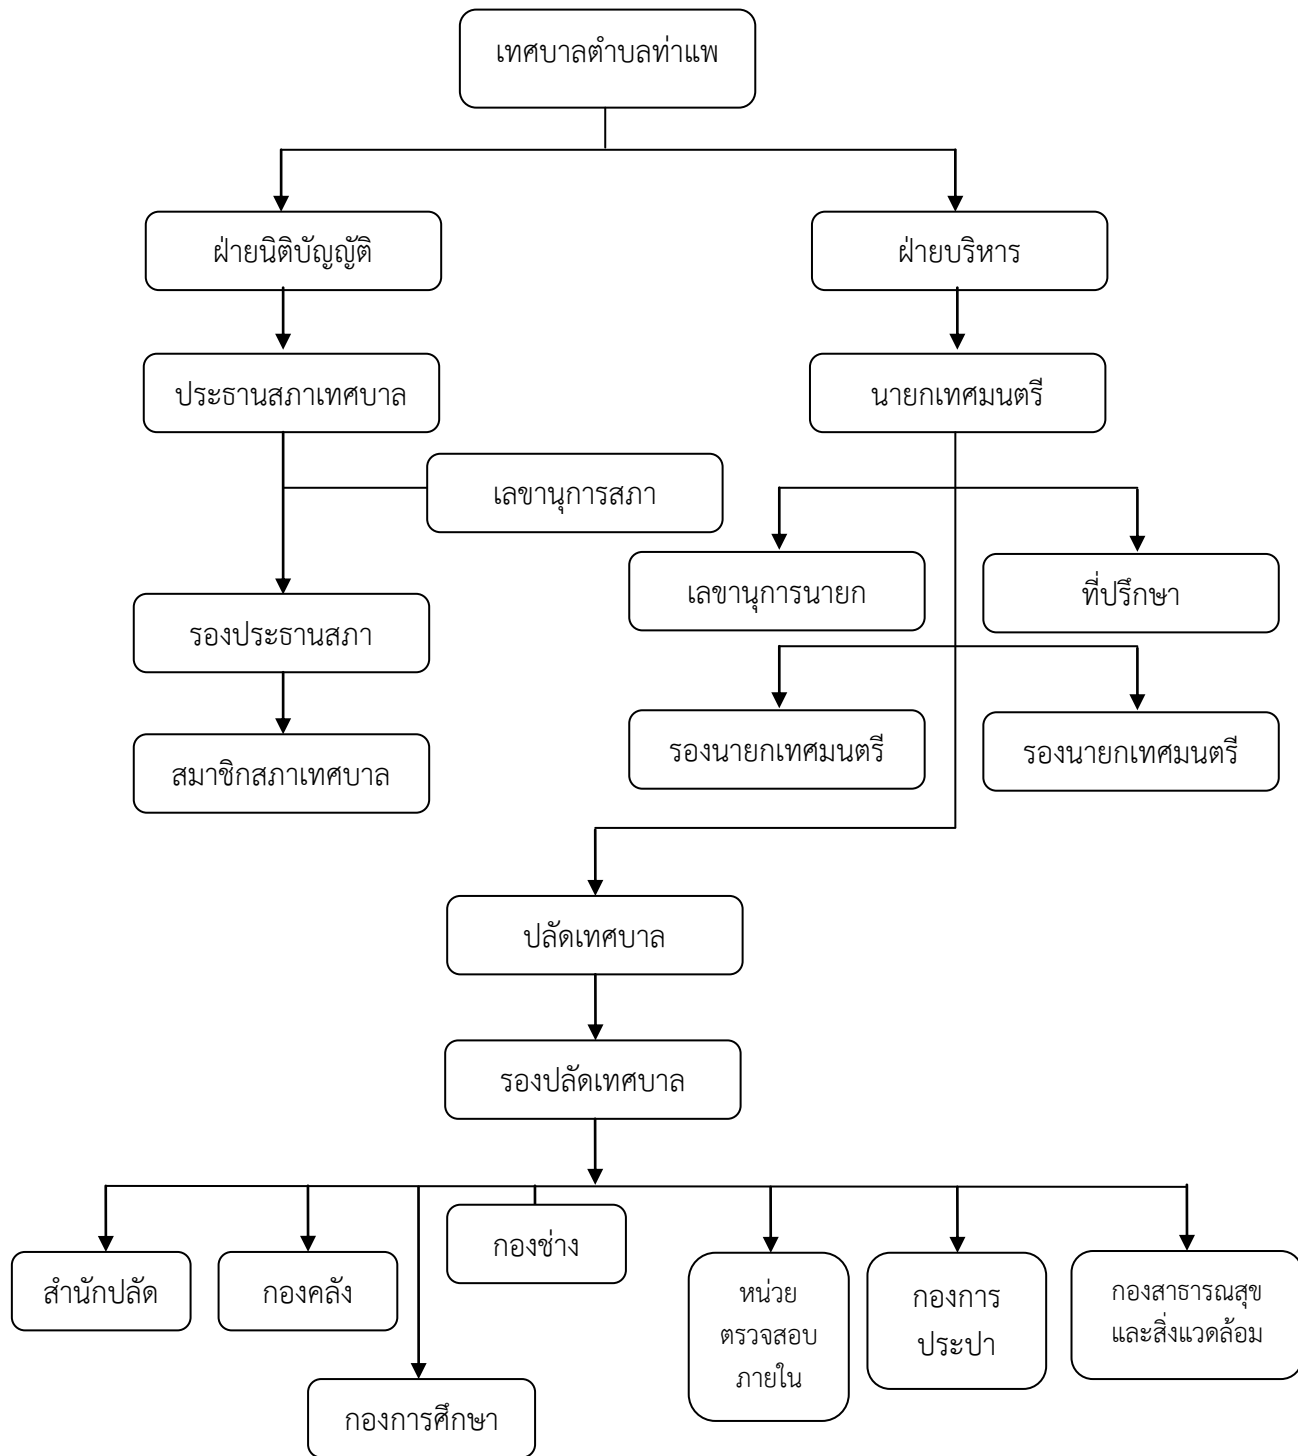 เทศบาลตำบลท่าแพ
ฝ่ายนิติบัญญัติ
ฝ่ายบริหาร
ประธานสภาเทศบาล
นายกเทศมนตรี
เลขานุการสภา
เลขานุการนายก
ที่ปรึกษา
รองประธานสภา
รองนายกเทศมนตรี
รองนายกเทศมนตรี
สมาชิกสภาเทศบาล
ปลัดเทศบาล
รองปลัดเทศบาล
กองช่าง
สำนักปลัด
กองคลัง
หน่วย
ตรวจสอบ
ภายใน
กองการ
ประปา
กองสาธารณสุข
และสิ่งแวดล้อม
กองการศึกษา